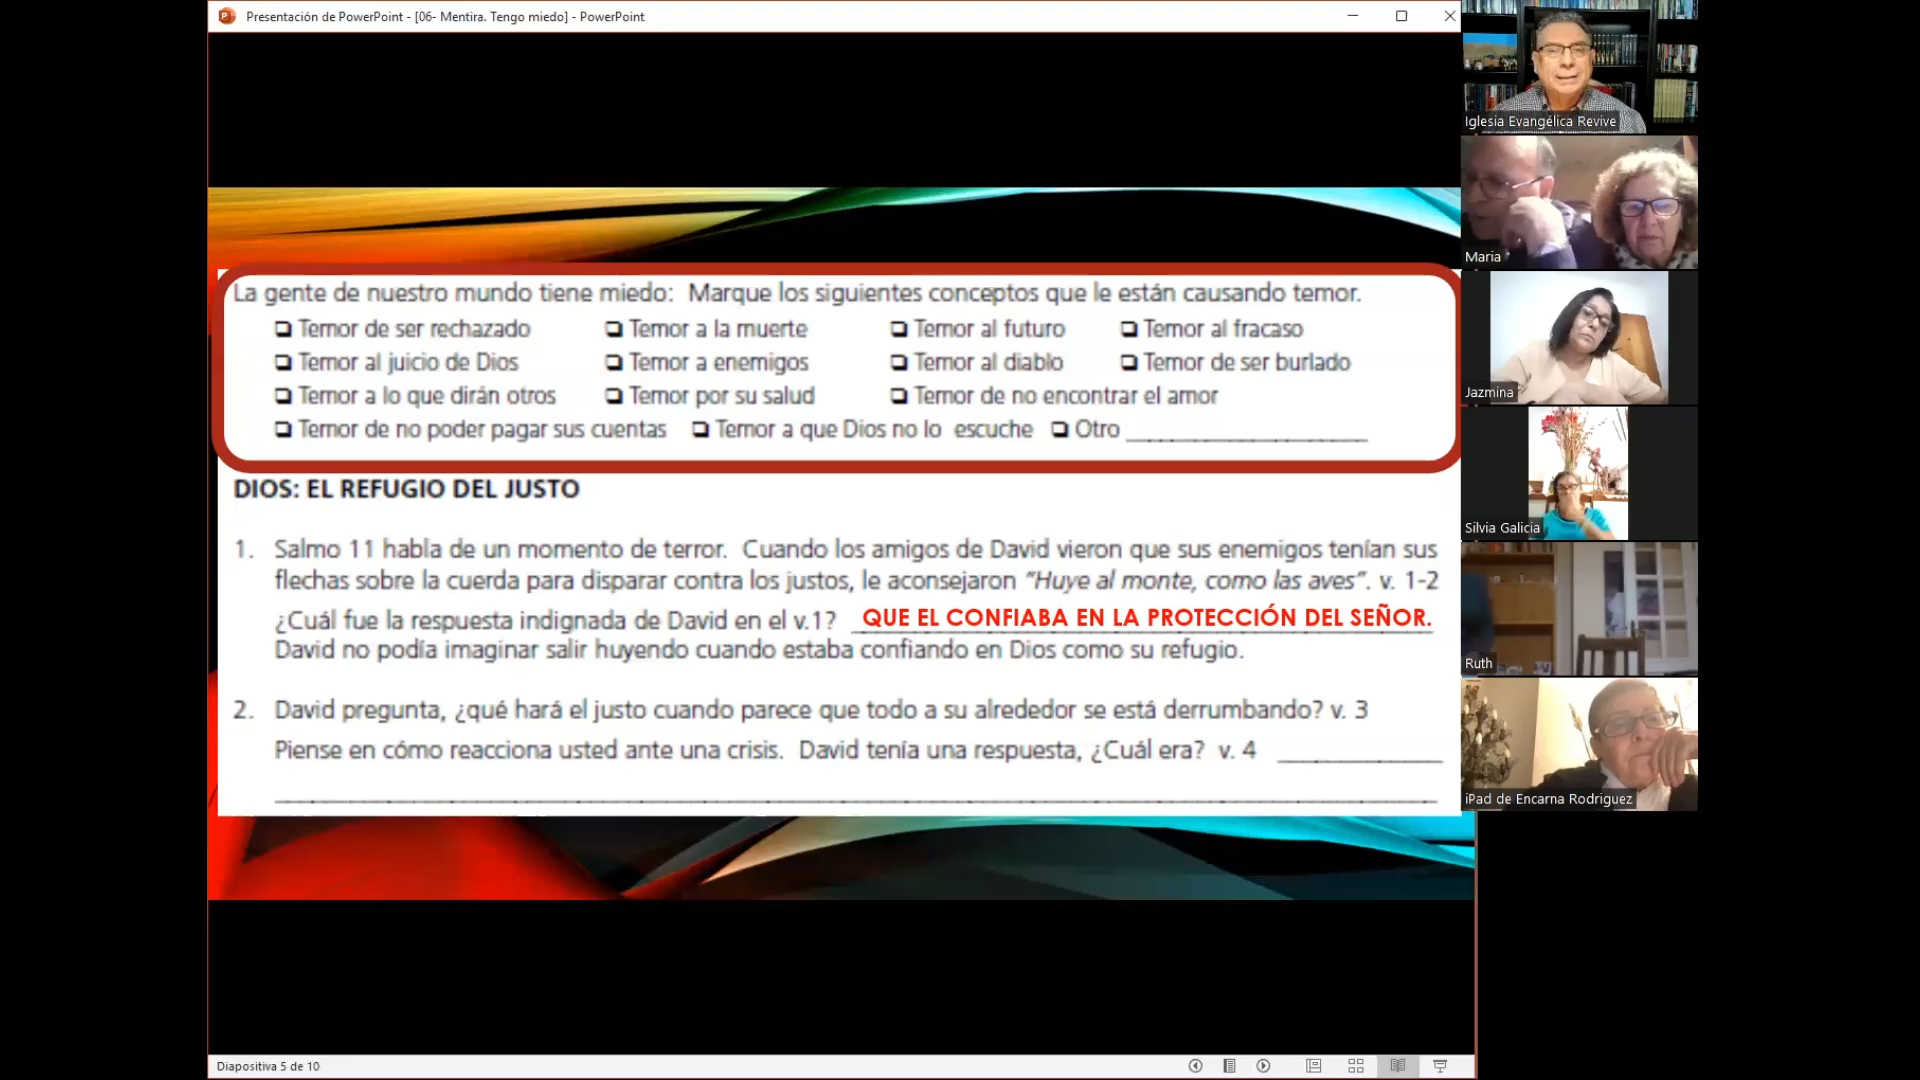 Presentación de PowerPoint - [06- Mentira. Tengo miedo] - PowerPoint
La gente de nuestro mundo tiene miedo: Marque los siguientes conceptos que le están causando temor.
❏ Temor de ser rechazado ❏ Temor a la muerte ❏ Temor al futuro ❏ Temor al fracaso
❏ Temor al juicio de Dios ❏ Temor a enemigos ❏ Temor al diablo ❏ Temor de ser burlado
❏ Temor a lo que dirán otros ❏ Temor por su salud ❏ Temor de no encontrar el amor
❏ Temor de no poder pagar sus cuentas ❏ Temor a que Dios no lo escuche ❏ Otro ____________________
DIOS: EL REFUGIO DEL JUSTO
1. Salmo 11 habla de un momento de terror. Cuando los amigos de David vieron que sus enemigos tenían sus
flechas sobre la cuerda para disparar contra los justos, le aconsejaron "Huye al monte, como las aves". v. 1-2
¿Cuál fue la respuesta indignada de David en el v.1? QUE EL CONFIABA EN LA PROTECCIÓN DEL SEÑOR.
David no podía imaginar salir huyendo cuando estaba confiando en Dios como su refugio.
2. David pregunta, ¿qué hará el justo cuando parece que todo a su alrededor se está derrumbando? v. 3
Piense en cómo reacciona usted ante una crisis. David tenía una respuesta, ¿Cuál era? v. 4 ______________
Diapositiva 5 de 10
Iglesia Evangélica Revive
Maria
Jazmina
Silvia Galicia
Ruth
iPad de Encarna Rodriguez